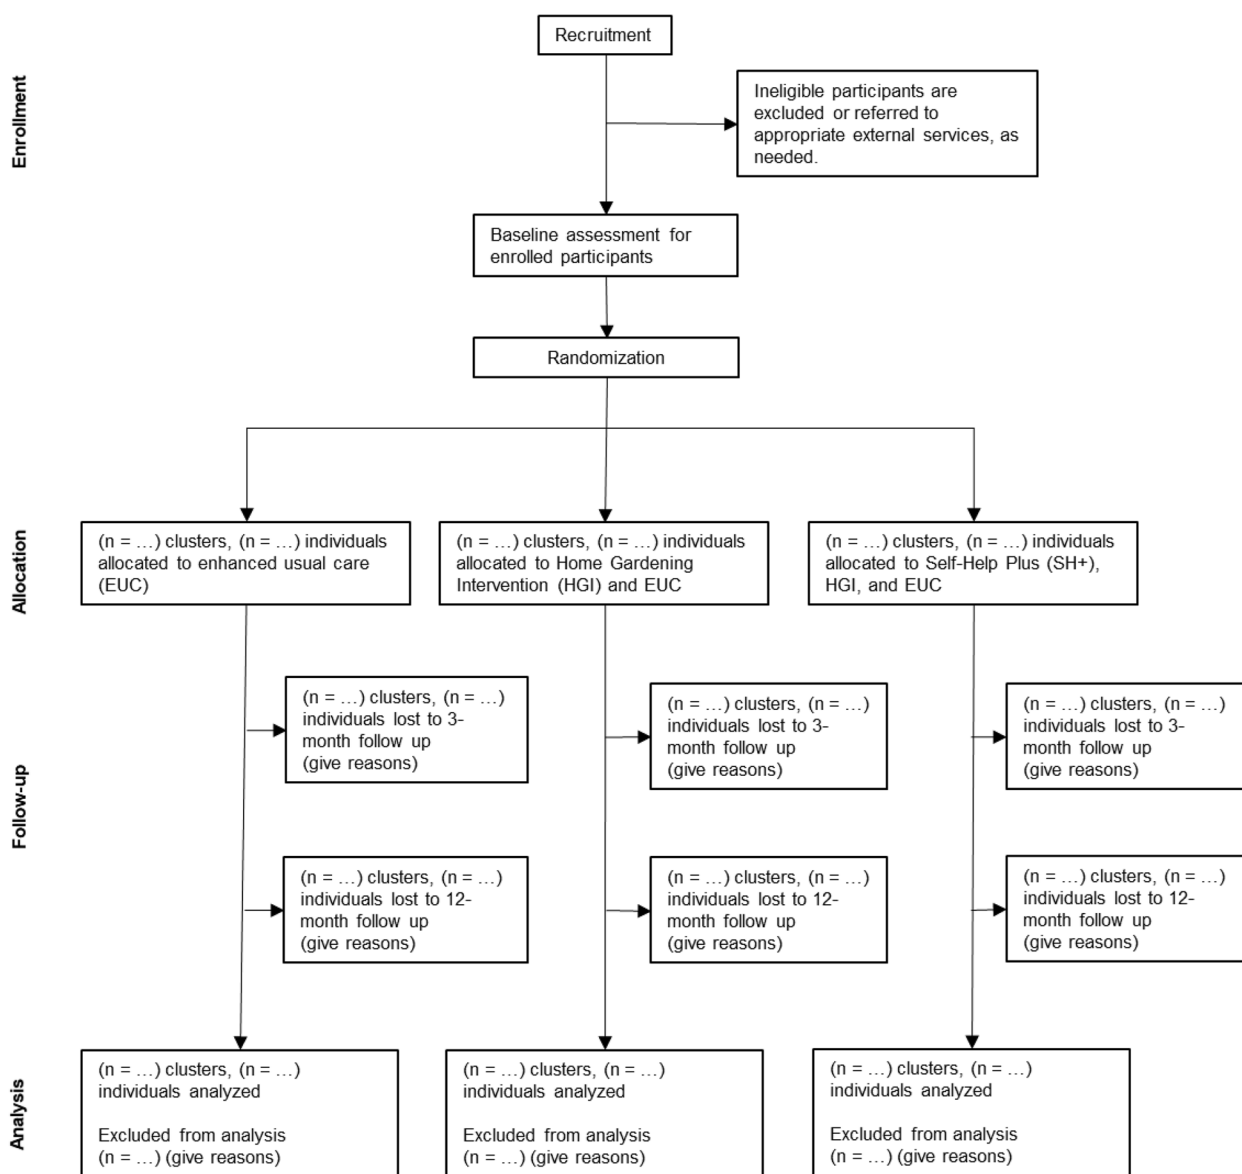 Enrollment
Recruitment
Ineligible participants are
excluded or referred to
appropriate external services, as
needed.
Baseline assessment for
enrolled participants
Randomization
Allocation
(n = ...) clusters, (n = ...) individuals
allocated to enhanced usual care
(EUC)
(n = ...) clusters, (n = ...) individuals
allocated to Home Gardening
Intervention (HGI) and EUC
(n = ...) clusters, (n = ...) individuals
allocated to Self-Help Plus (SH+),
HGI, and EUC
Follow-up
(n = ...) clusters, (n = ...)
individuals lost to 3-
month follow up
(give reasons)
(n = ...) clusters, (n = ...)
individuals lost to 3-
month follow up
(give reasons)
(n = ...) clusters, (n = ...)
individuals lost to 3-
month follow up
(give reasons)
(n = ...) clusters, (n = ...)
individuals lost to 12-
month follow up
(give reasons)
(n = ...) clusters, (n = ...)
individuals lost to 12-
month follow up
(give reasons)
(n = ...) clusters, (n = ...)
individuals lost to 12-
month follow up
(give reasons)
Analysis
(n = ...) clusters, (n = ...)
individuals analyzed
Excluded from analysis
(n = ...) (give reasons)
(n = ...) clusters, (n = ...)
individuals analyzed
Excluded from analysis
(n = ...) (give reasons)
(n = ...) clusters, (n = ...)
individuals analyzed
Excluded from analysis
(n = ...) (give reasons)